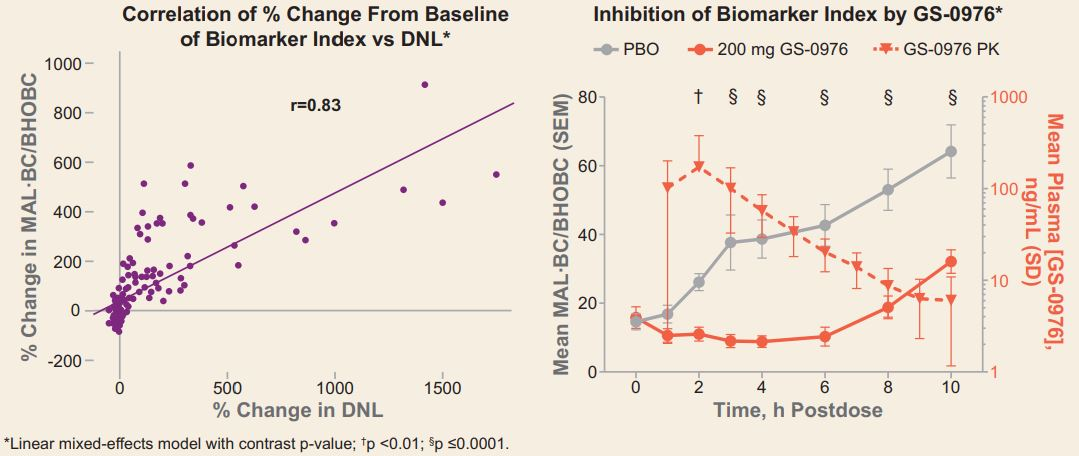 Correlation of % Change From Baseline
of Biomarker Index vs DNL*
% Change in MAL·BC/BHOBC
1000
800
600
400
200
0
-200
r=0.83
0
500
1000
1500
% Change in DNL
Inhibition of Biomarker Index by GS-0976*
PBO
200 mg GS-0976
GS-0976 PK
Mean MAL·BC/BHOBC (SEM)
80
60
40
20
0
† § § § § §
1000
100
10
1
Mean Plasma [GS-0976],
ng/mL (SD)
0 2 4 6 8 10
Time, h Postdose
*Linear mixed-effects model with contrast p-value; †p <0.01; §p ≤0.0001.